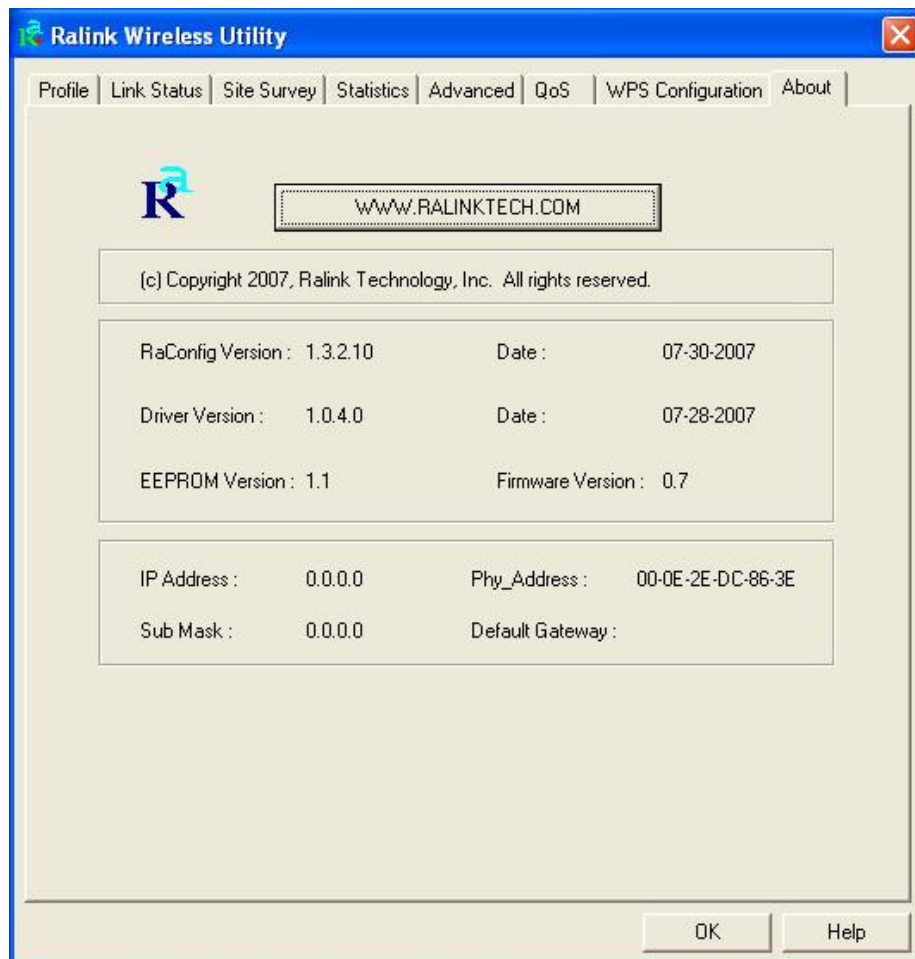 Ralink Wireless Utility
Profile Link Status Site Survey Statistics Advanced QoS WPS Configuration About
Ra WWW.RALINKTECH.COM
(c) Copyright 2007, Ralink Technology, Inc. All rights reserved.
RaConfig Version : 1.3.2.10 Date : 07-30-2007
Driver Version : 1.0.4.0 Date : 07-28-2007
EEPROM Version : 1.1 Firmware Version : 0.7
IP Address : 0.0.0.0 Phy_Address : 00-0E-2E-DC-86-3E
Sub Mask : 0.0.0.0 Default Gateway :
OK Help